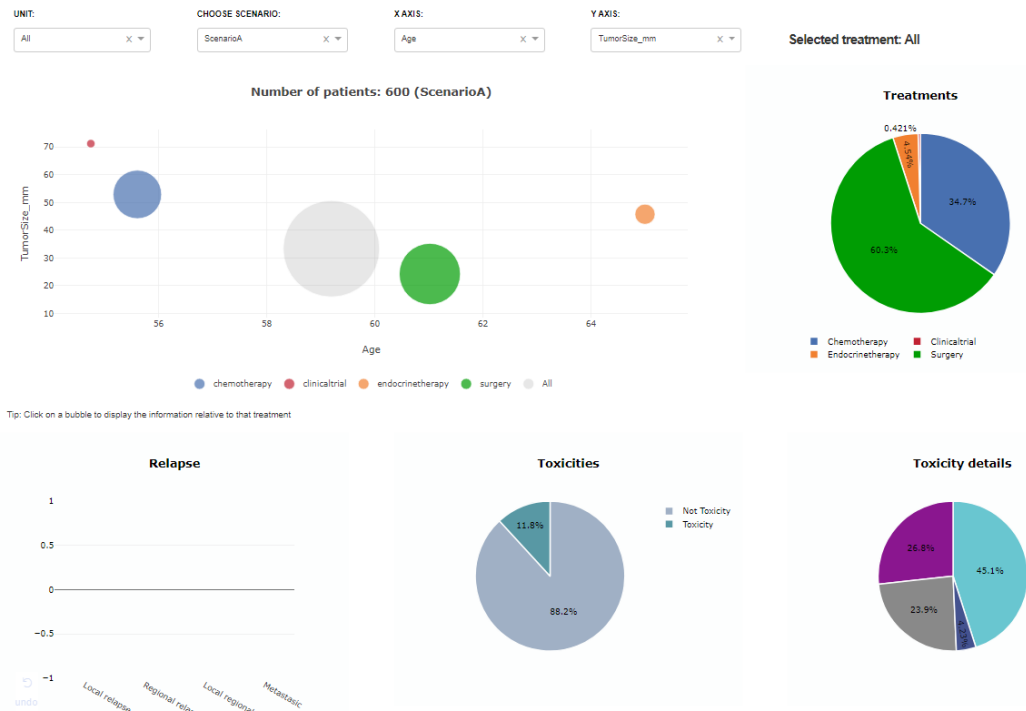 UNIT:
CHOOSE SCENARIO:
X AXIS:
Y AXIS:
All
ScenarioA
Age
TumorSize_mm
Selected treatment: All
Number of patients: 600 (ScenarioA)
TumorSize_mm
70
60
50
40
30
20
10
56
58
60
62
64
Age
chemotherapy
clinicaltrial
endocrinetherapy
surgery
All
Treatments
0.421%
4.54%
34.7%
60.3%
Chemotherapy
Clinicaltrial
Endocrinetherapy
Surgery
Tip: Click on a bubble to display the information relative to that treatment
Relapse
1
0.5
0
−0.5
−1
Local relapse
Regional
Local regional
Metastasic
undo
Toxicities
11.8%
88.2%
Not Toxicity
Toxicity
Toxicity details
26.8%
45.1%
23.9%
4.23%